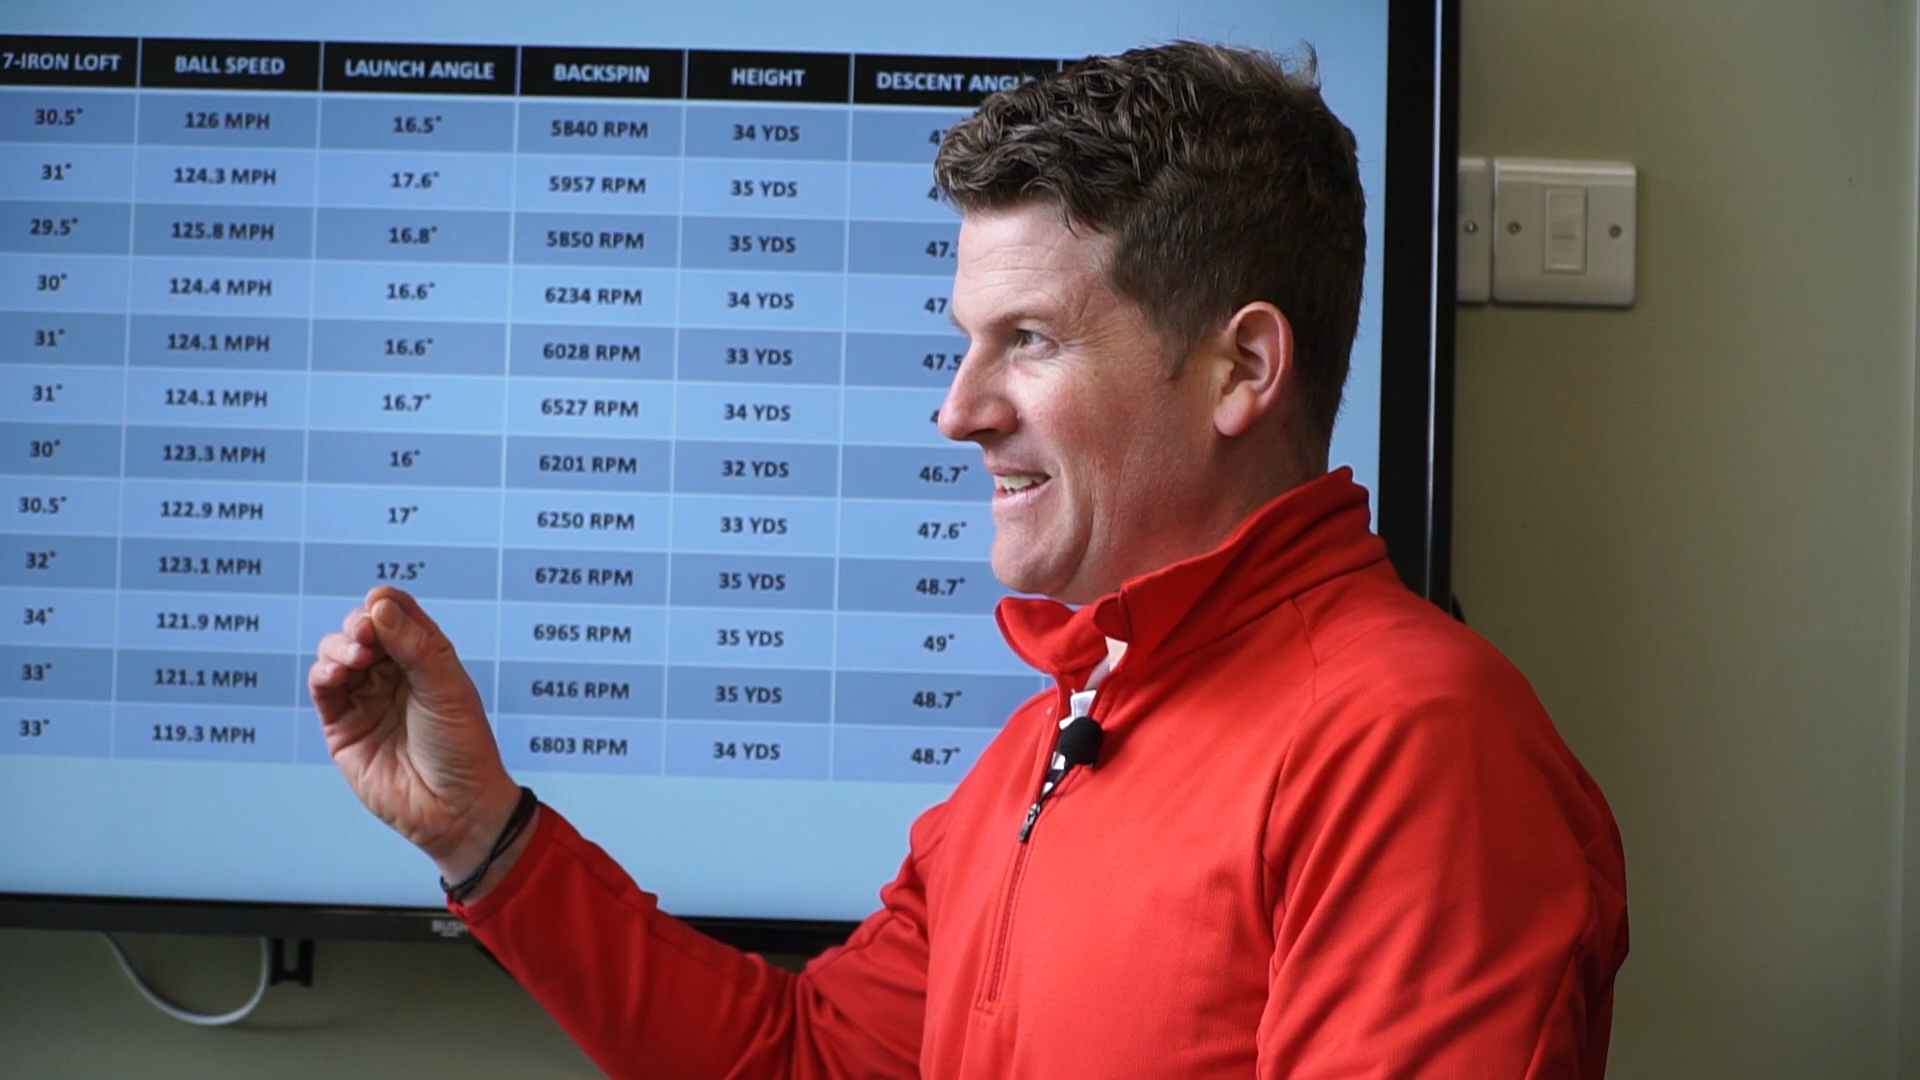 7-IRON LOFT BALL SPEED LAUNCH ANGLE BACKSPIN HEIGHT DESCENT
30.5° 126 MPH 16.5° 5840 RPM 34 YDS
31° 124.3 MPH 17.6° 5957 RPM 35 YDS
29.5° 125.8 MPH 16.8° 5850 RPM 35 YDS 47.
30° 124.4 MPH 16.6° 6234 RPM 34 YDS 47
31° 124.1 MPH 16.6° 6028 RPM 33 YDS 47.5
31° 124.1 MPH 16.7° 6527 RPM 34 YDS
30° 123.3 MPH 16° 6201 RPM 32 YDS 46.7°
30.5° 122.9 MPH 17° 6250 RPM 33 YDS 47.6°
32° 123.1 MPH 17.5° 6726 RPM 35 YDS 48.7°
34° 121.9 MPH 6965 RPM 35 YDS 49°
33° 121.1 MPH 6416 RPM 35 YDS 48.7°
33° 119.3 MPH 6803 RPM 34 YDS 48.7°
BUSH